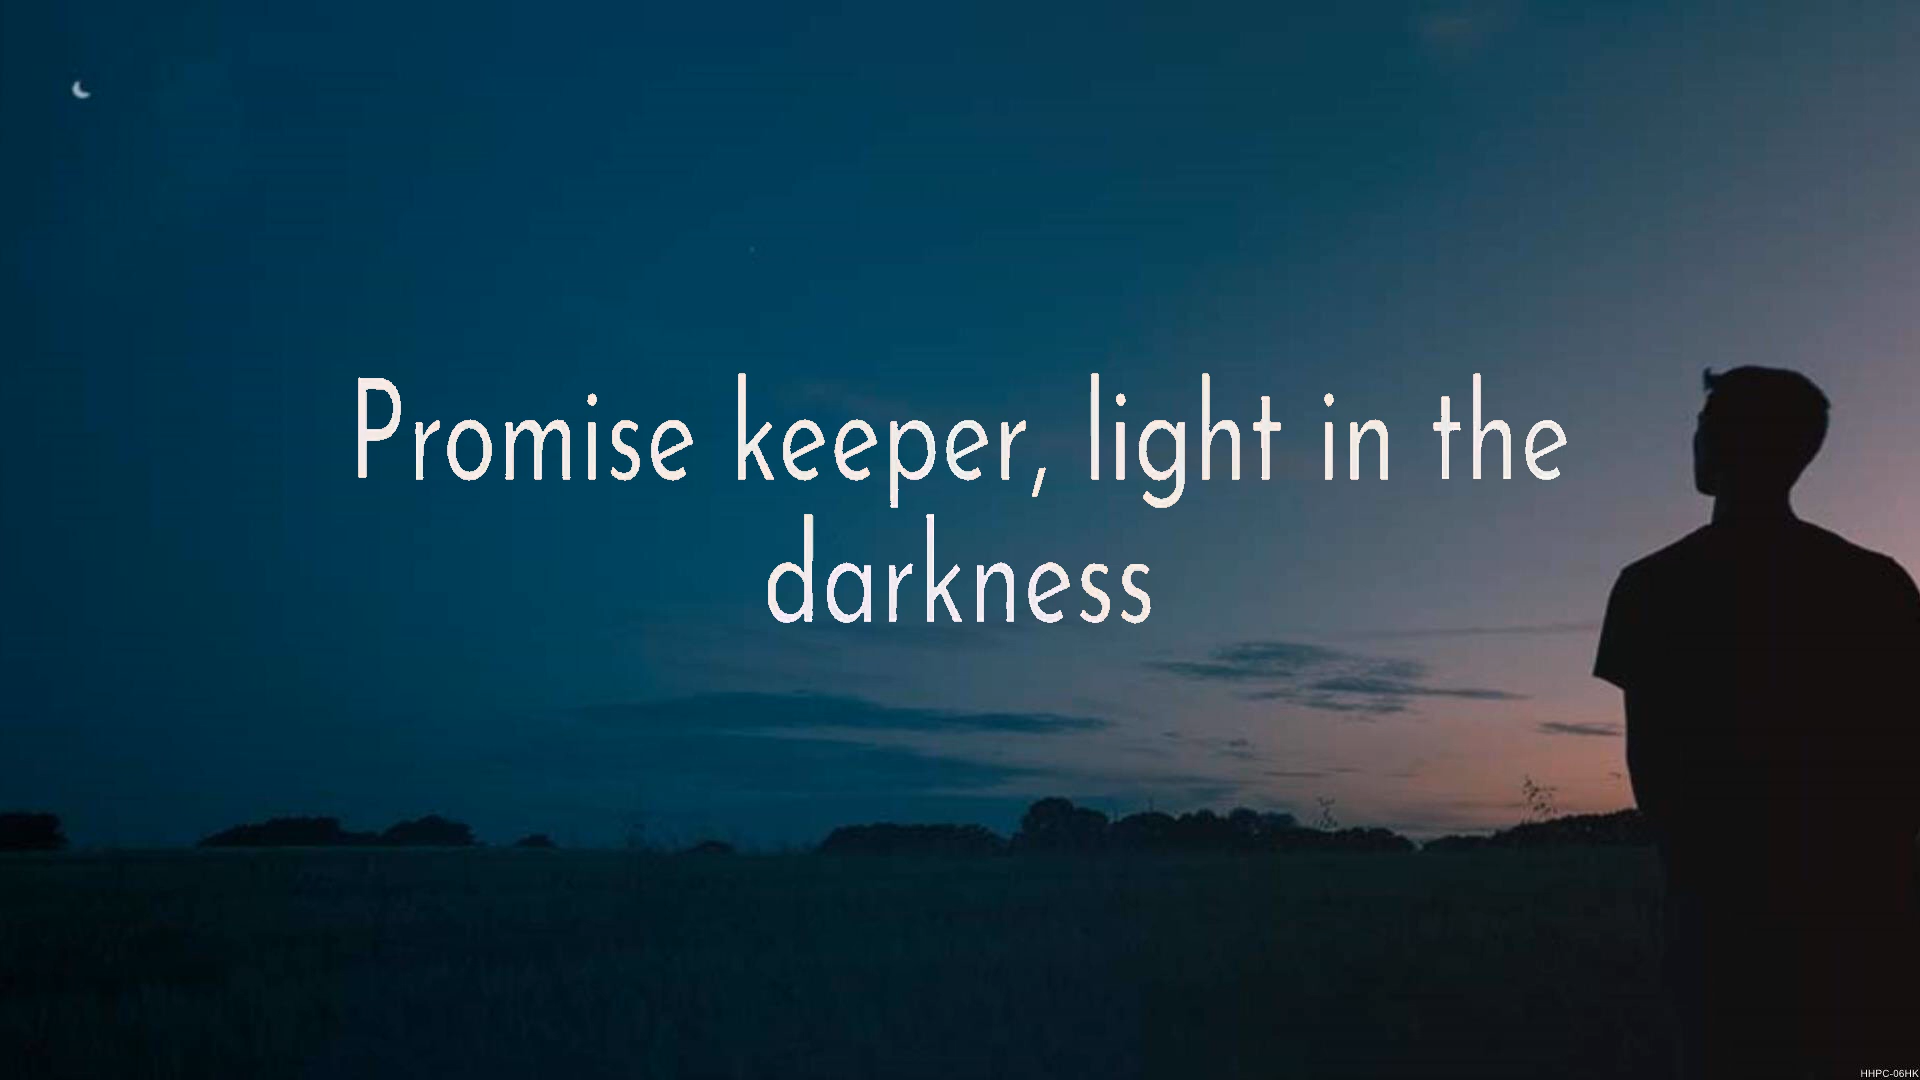 Promise keeper, light in the
darkness
HHPC-06HK